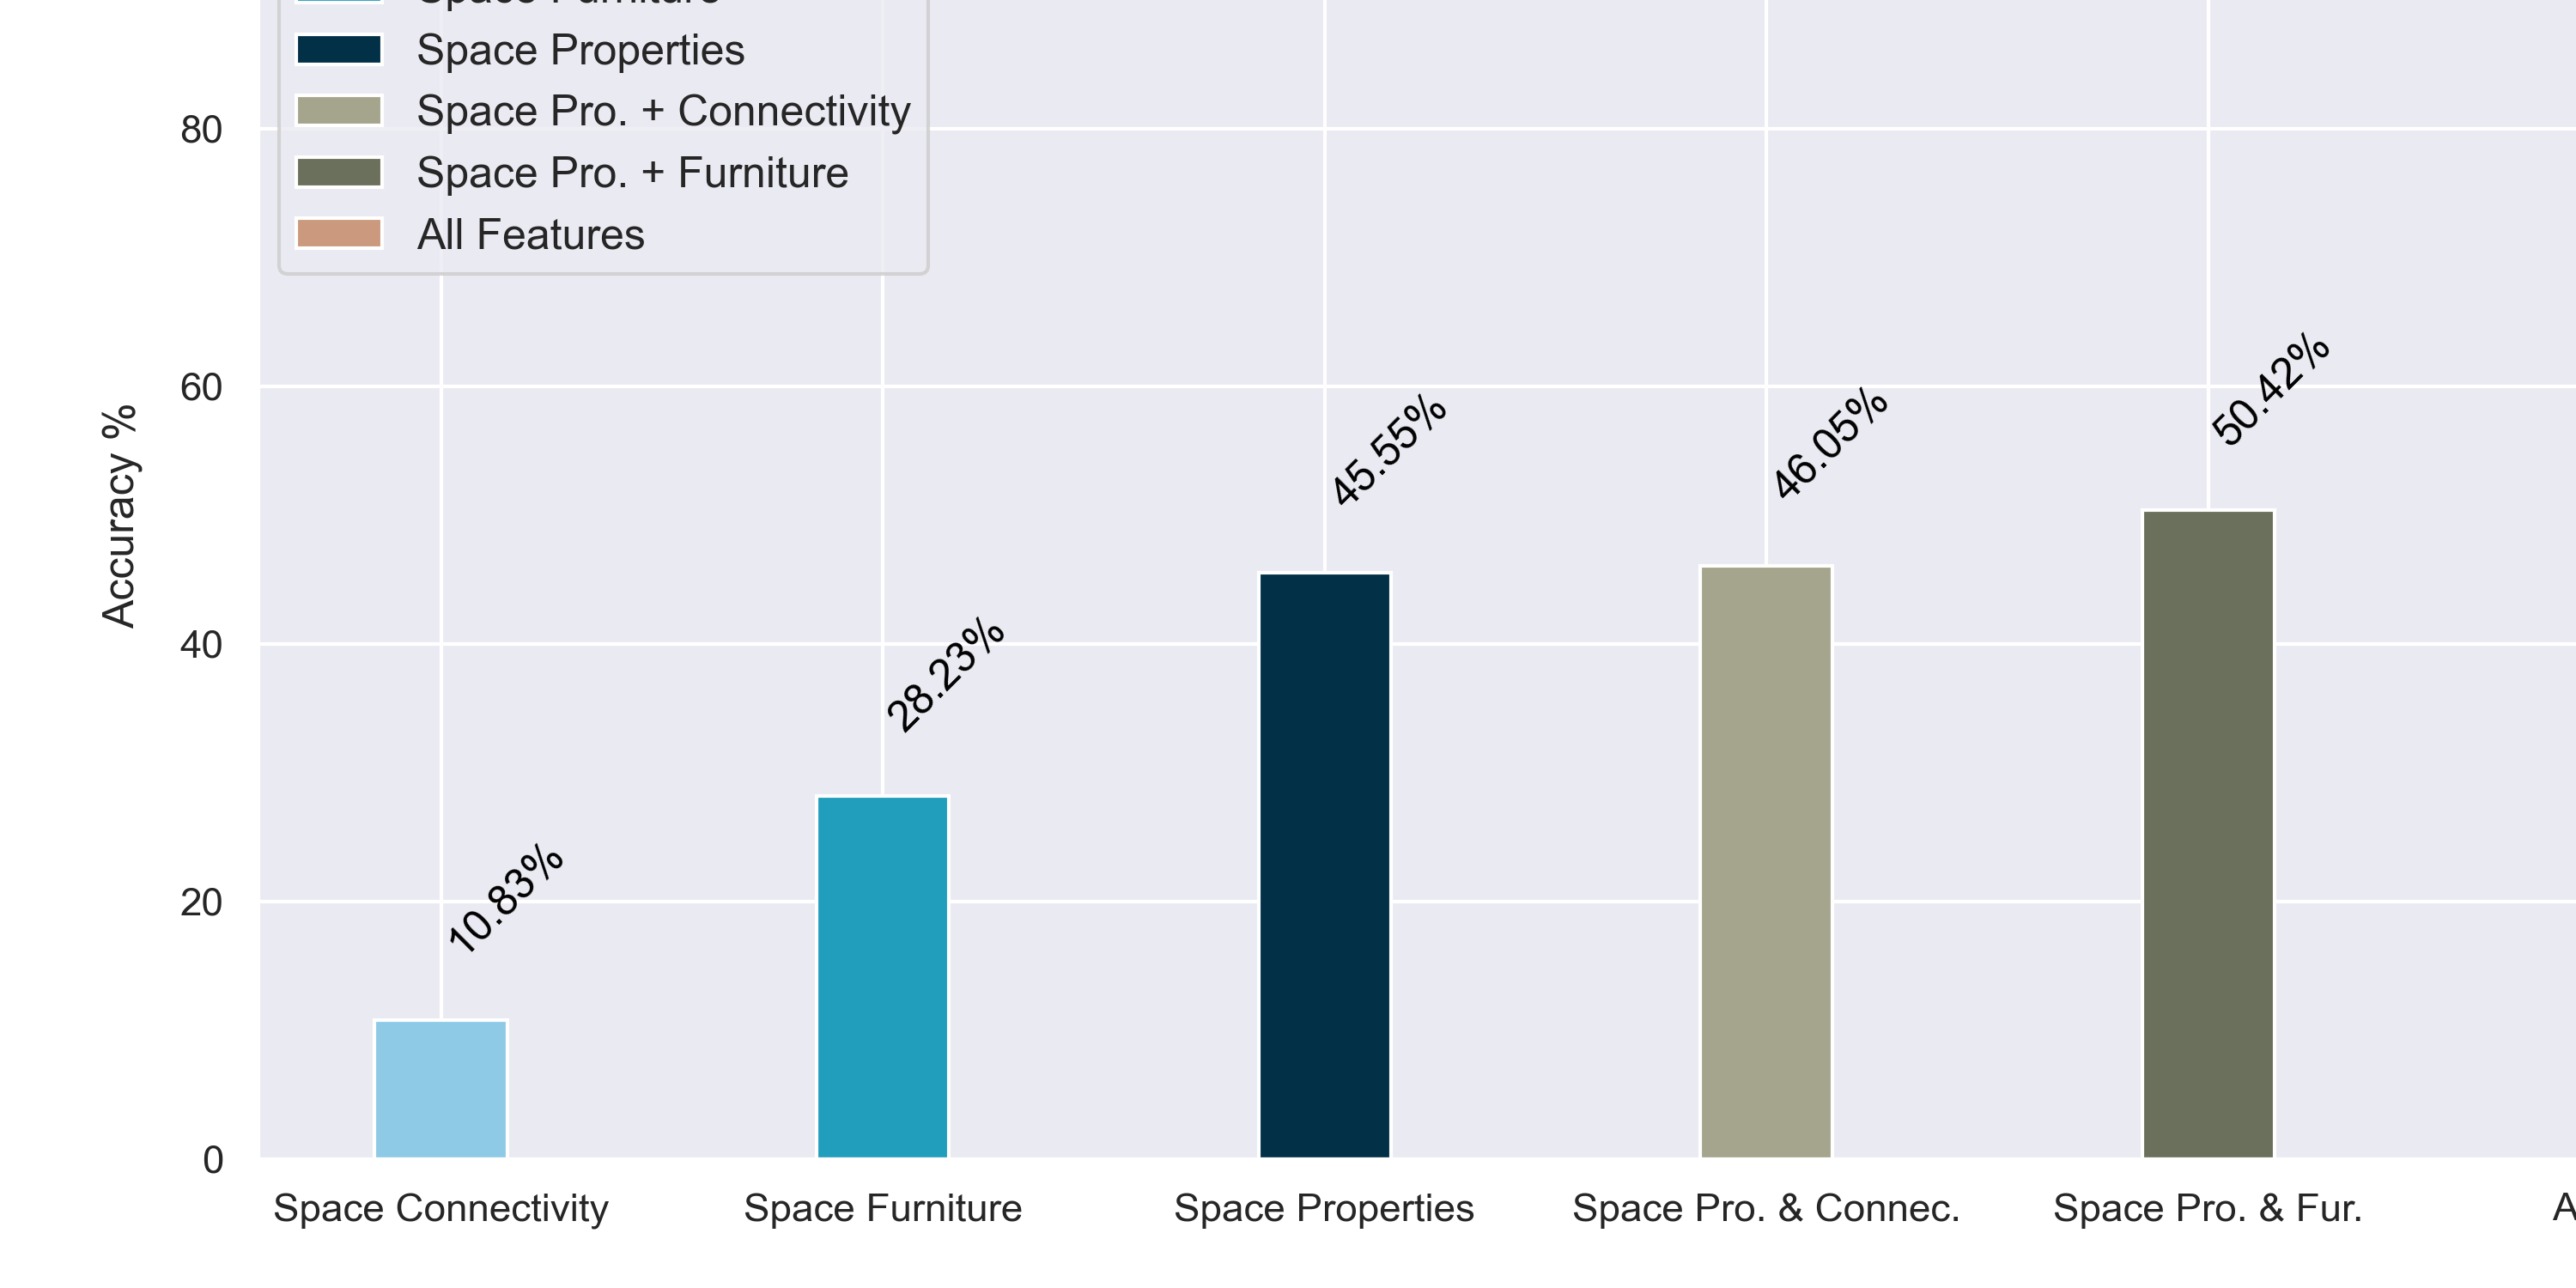 Space Furniture
Space Properties
Space Pro. + Connectivity
Space Pro. + Furniture
All Features
80
60
40
20
0
Accuracy %
10.83%
28.23%
45.55%
46.05%
50.42%
Space Connectivity
Space Furniture
Space Properties
Space Pro. & Connec.
Space Pro. & Fur.